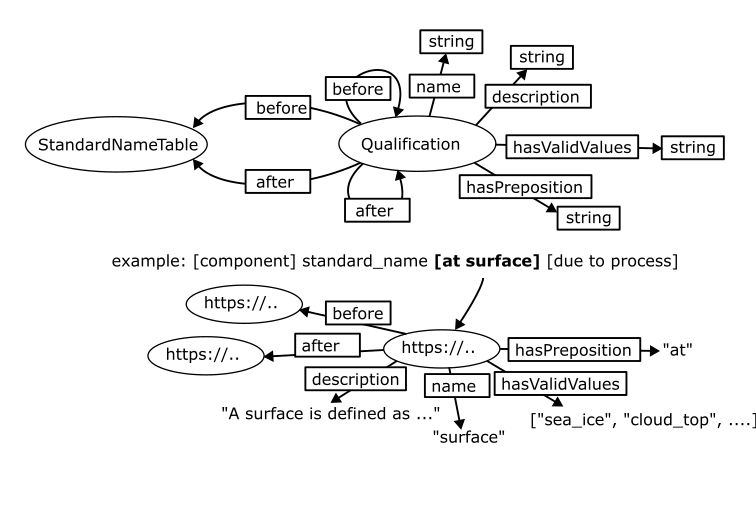 string
string
before
name
description
before
StandardNameTable
Qualification
hasValidValues
string
after
hasPreposition
after
string
example: [component] standard_name [at surface] [due to process]
https://..
before
https://..
after
https://..
hasPreposition
"at"
description
name
hasValidValues
"A surface is defined as ..."
["sea_ice", "cloud_top", ....]
"surface"